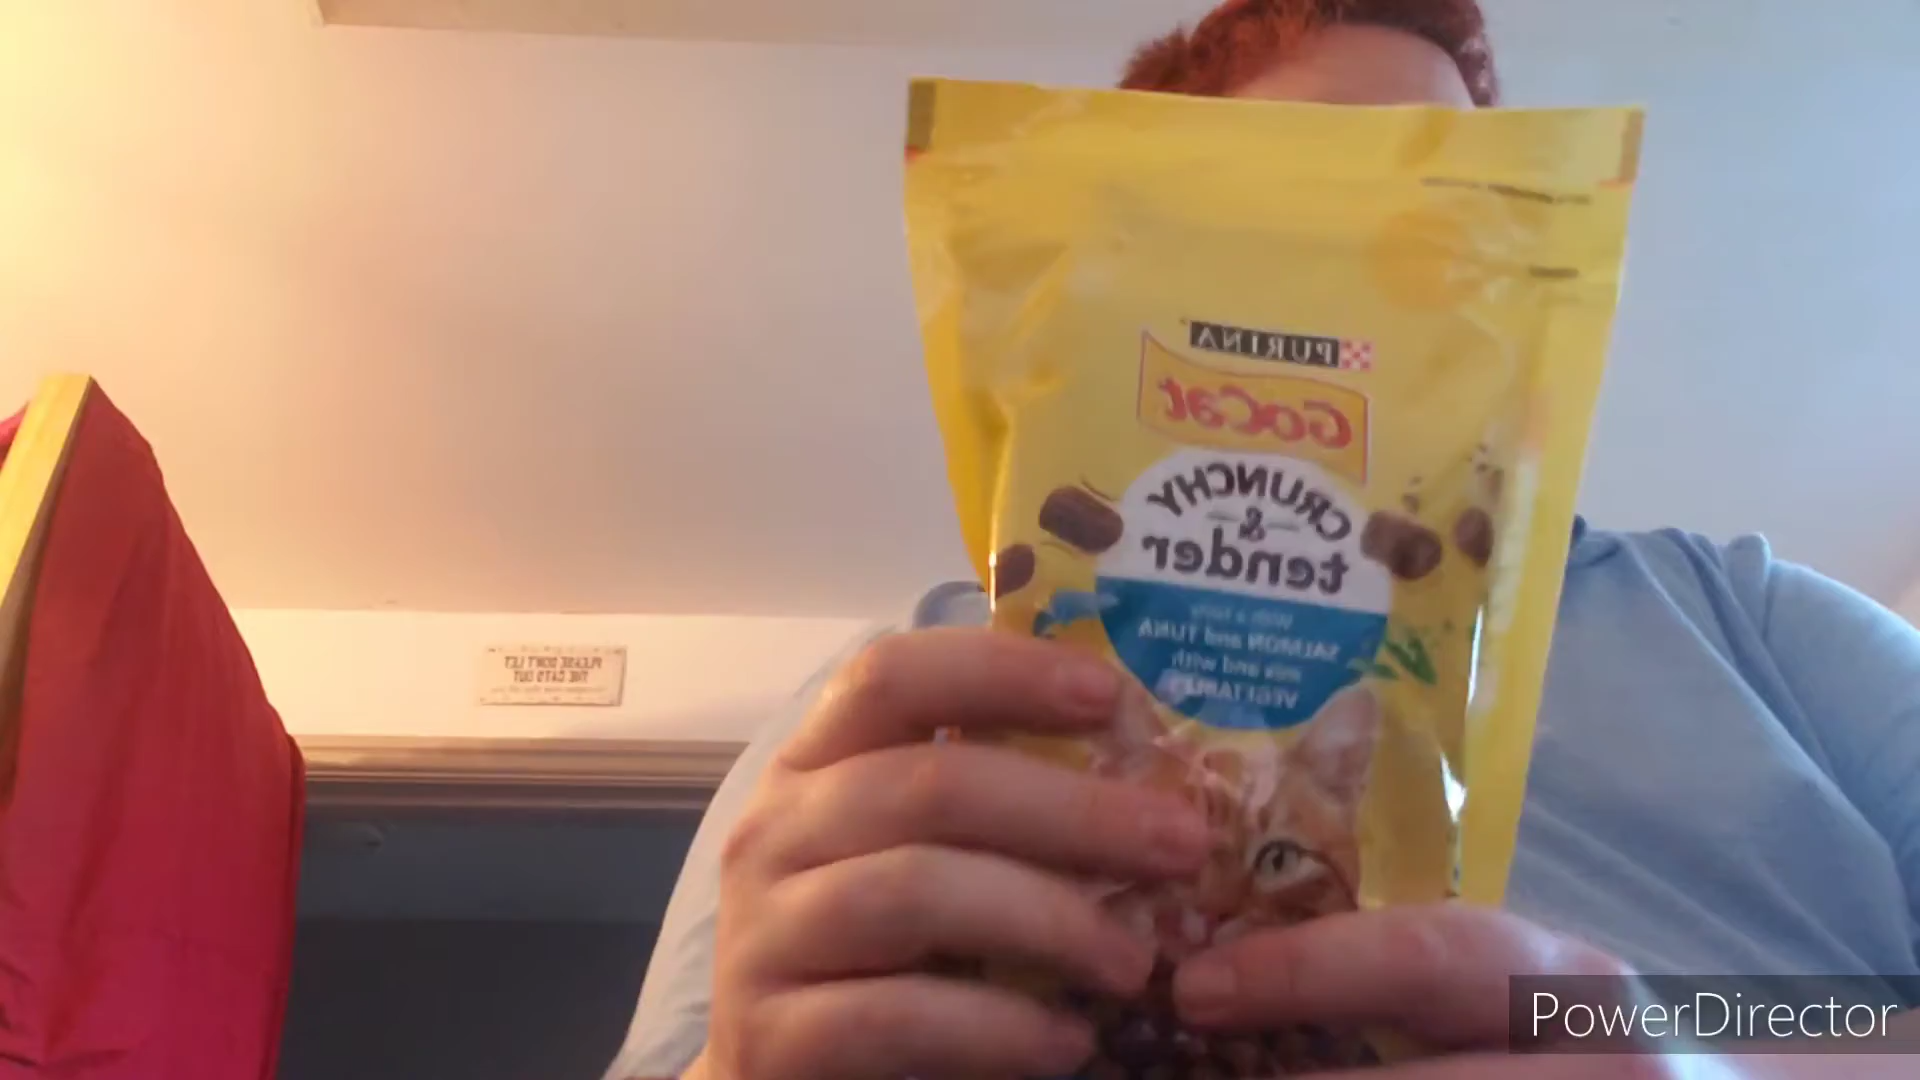 PURINA
GoCat
CRUNCHY
&
tender
With a tasty
SALMON and TUNA
mix and with
VEGETABLES
PLEASE DON'T LET
THE CATS OUT
PowerDirector